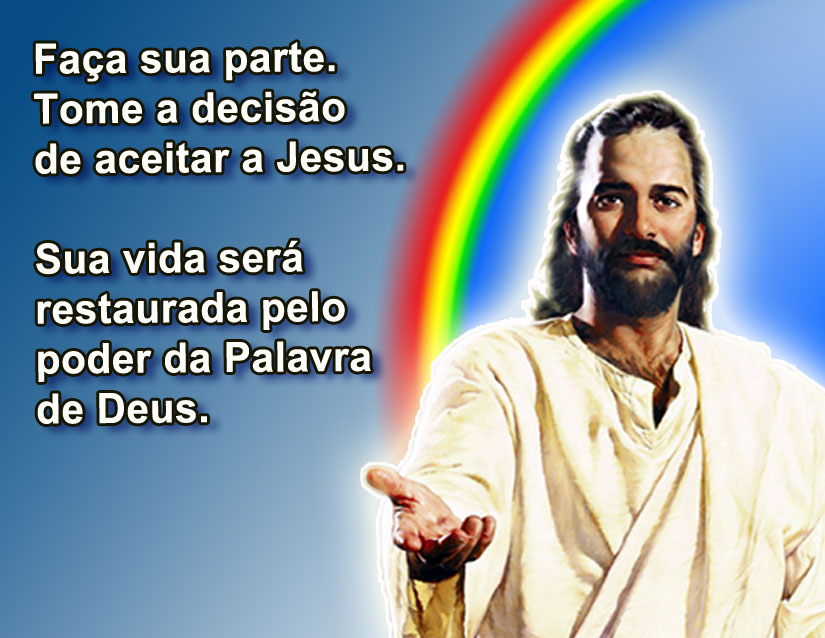 Faça sua parte.
Tome a decisão
de aceitar a Jesus.
Sua vida será
restaurada pelo
poder da Palavra
de Deus.